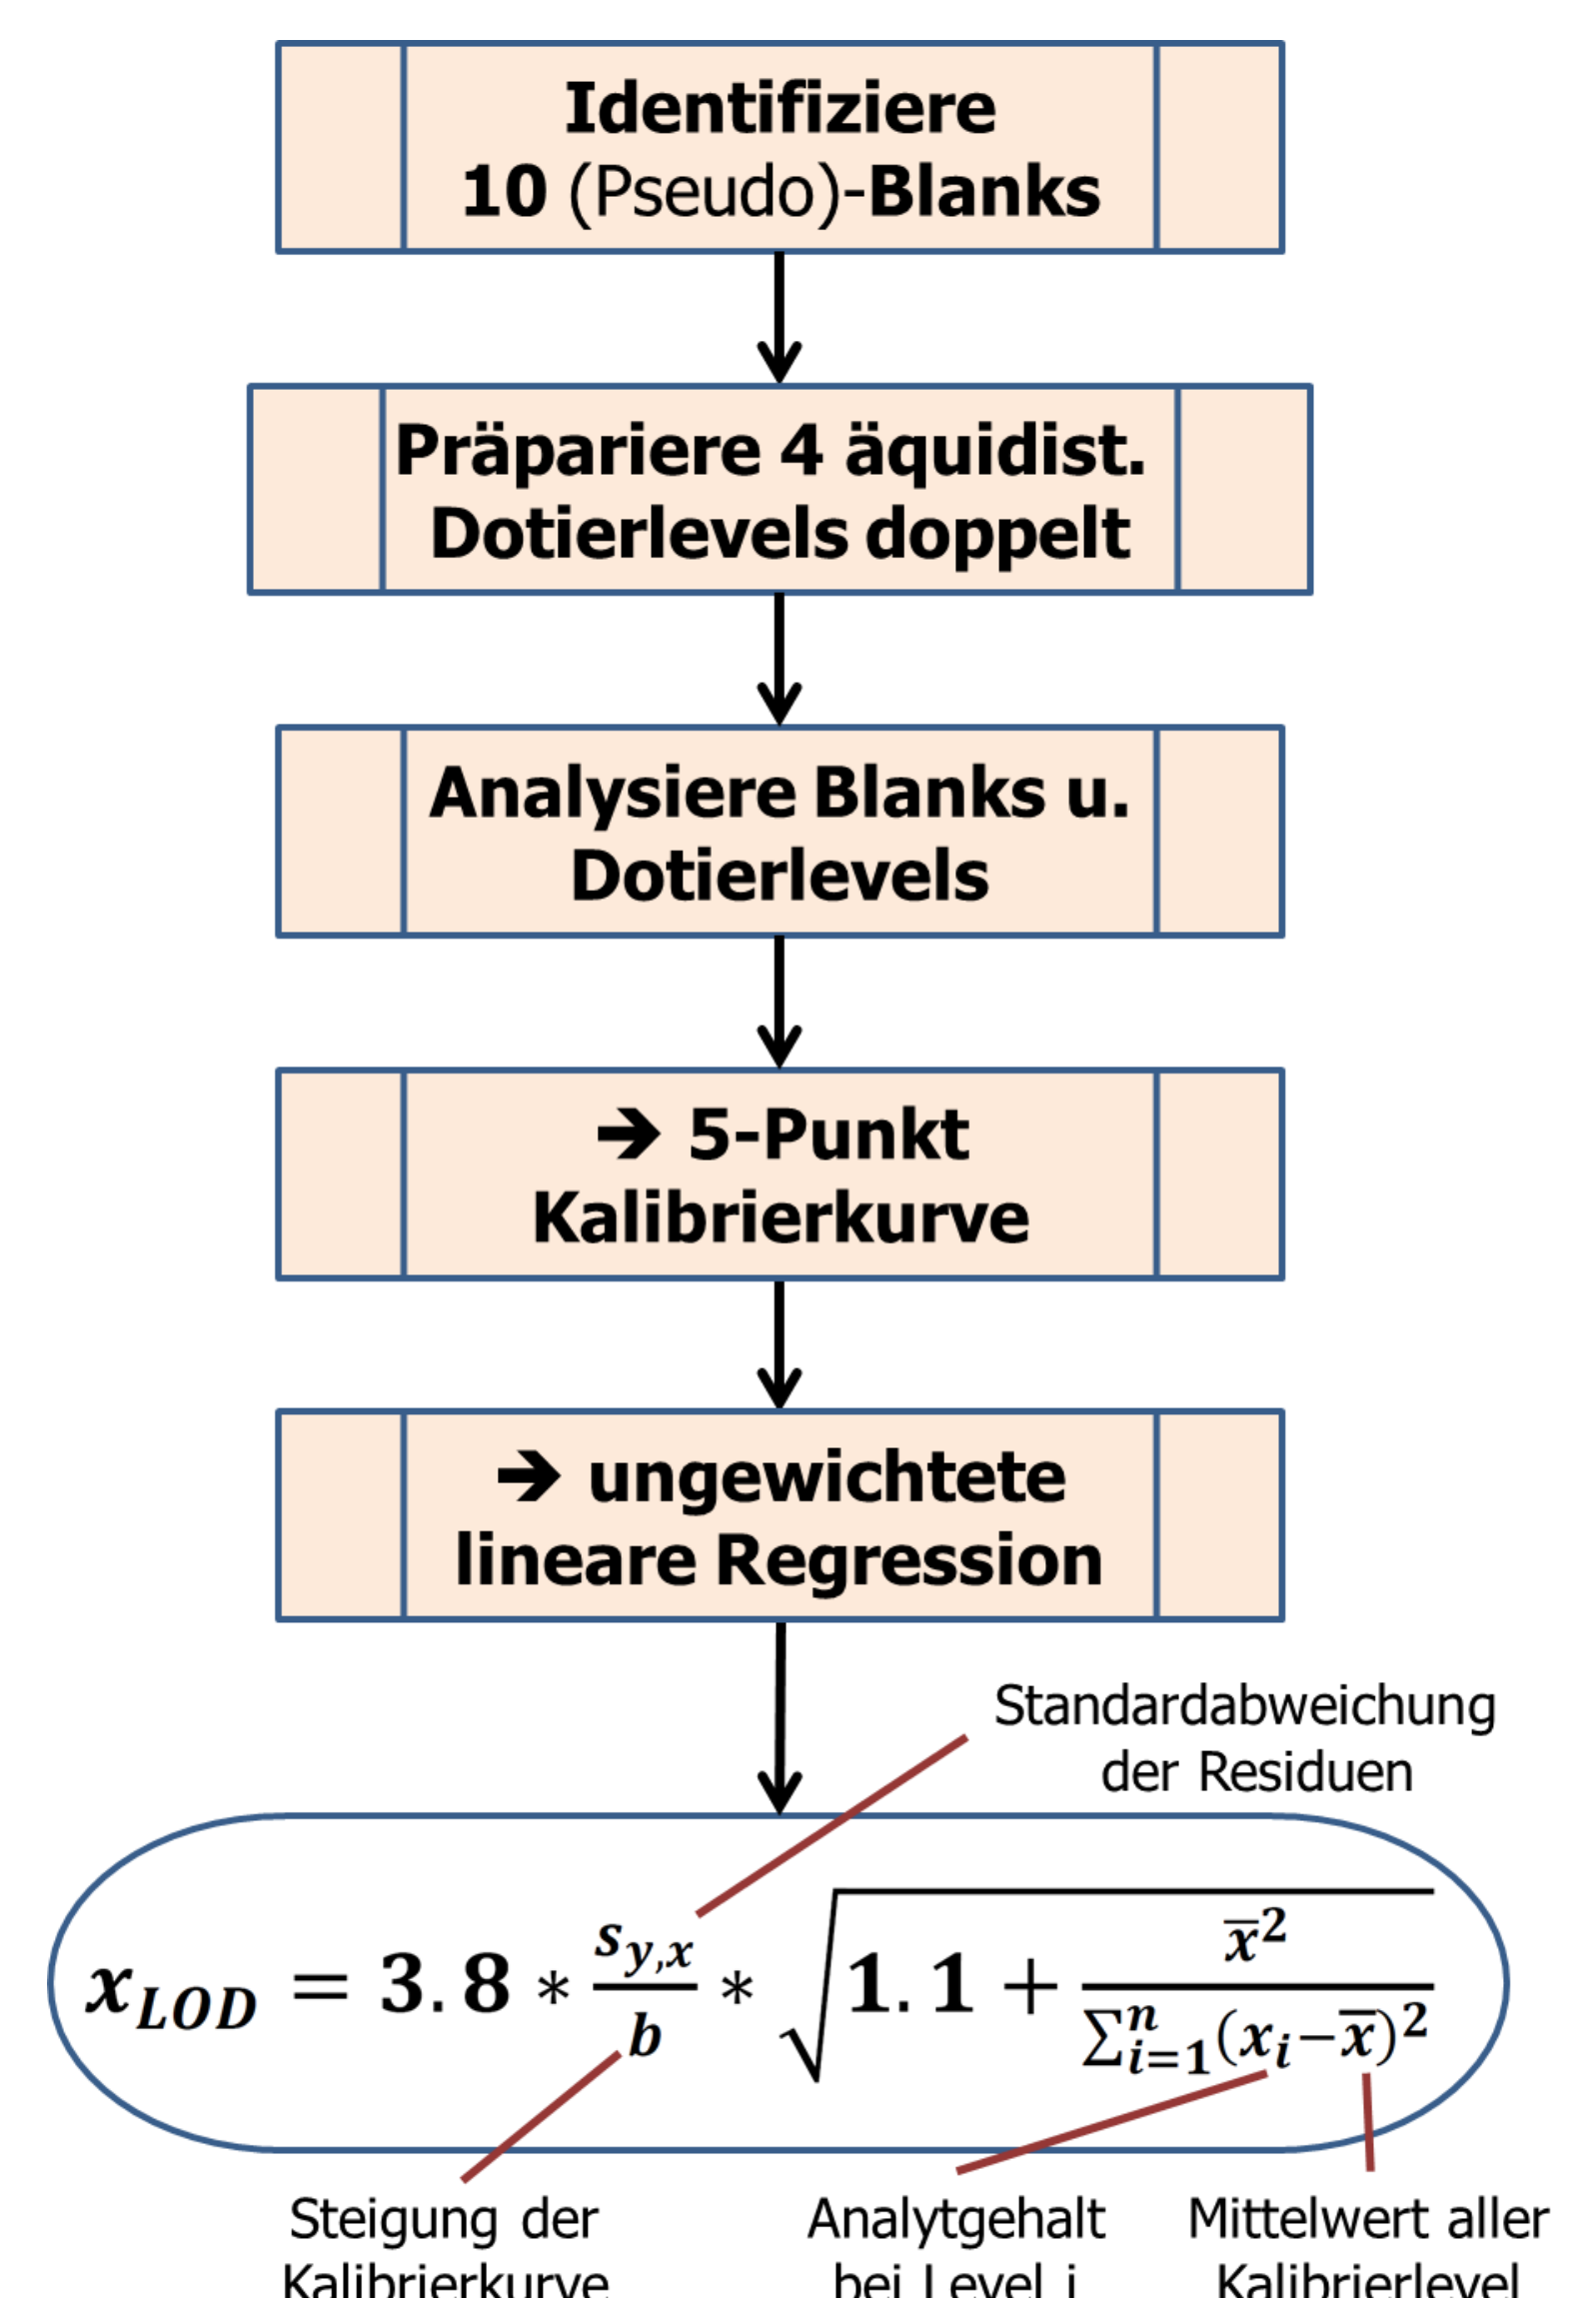 Identifiziere
10 (Pseudo)-Blanks
Präpariere 4 äquidist.
Dotierlevels doppelt
Analysiere Blanks u.
Dotierlevels
➔ 5-Punkt
Kalibrierkurve
➔ ungewichtete
lineare Regression
Standardabweichung
der Residuen
x_LOD = 3.8 * s_y,x / b * √(1.1 + x̅² / ∑ⁿᵢ₌₁(xᵢ−x̅)²)
Steigung der
Kalibrierkurve
Analytgehalt
bei Level i
Mittelwert aller
Kalibrierlevel